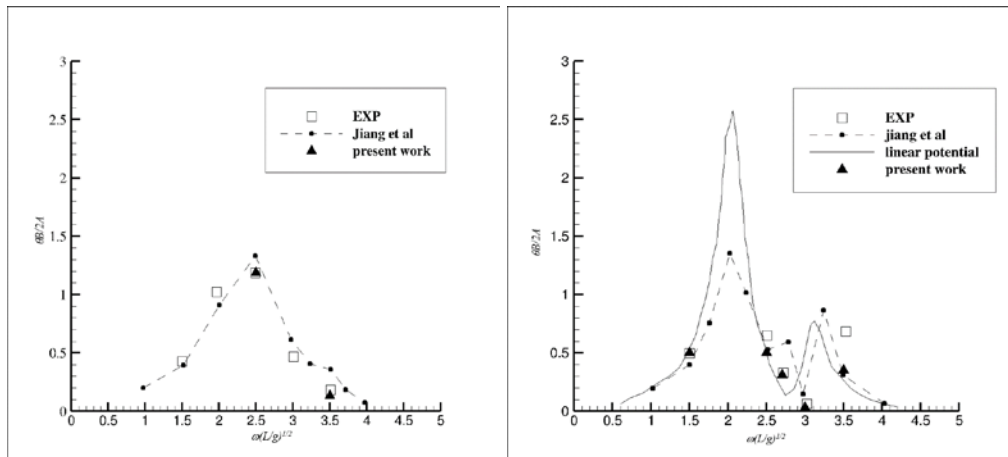 3
2.5
2
1.5
1
0.5
0
θB/2A
EXP
Jiang et al
present work
0 0.5 1 1.5 2 2.5 3 3.5 4 4.5 5
ω(L/g)^1/2
3
2.5
2
1.5
1
0.5
0
θB/2A
EXP
jiang et al
linear potential
present work
0 0.5 1 1.5 2 2.5 3 3.5 4 4.5 5
ω(L/g)^1/2